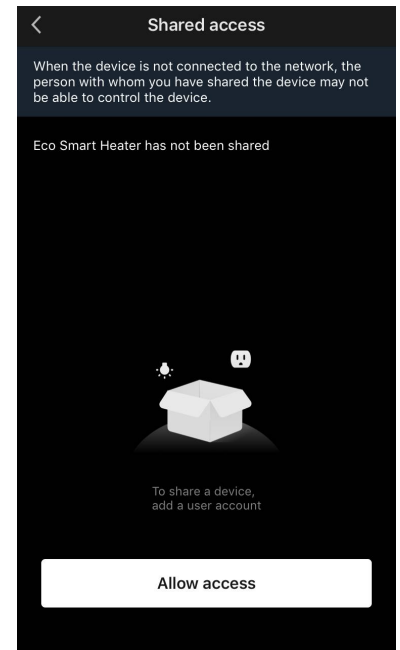 Shared access
When the device is not connected to the network, the
person with whom you have shared the device may not
be able to control the device.
Eco Smart Heater has not been shared
To share a device,
add a user account
Allow access